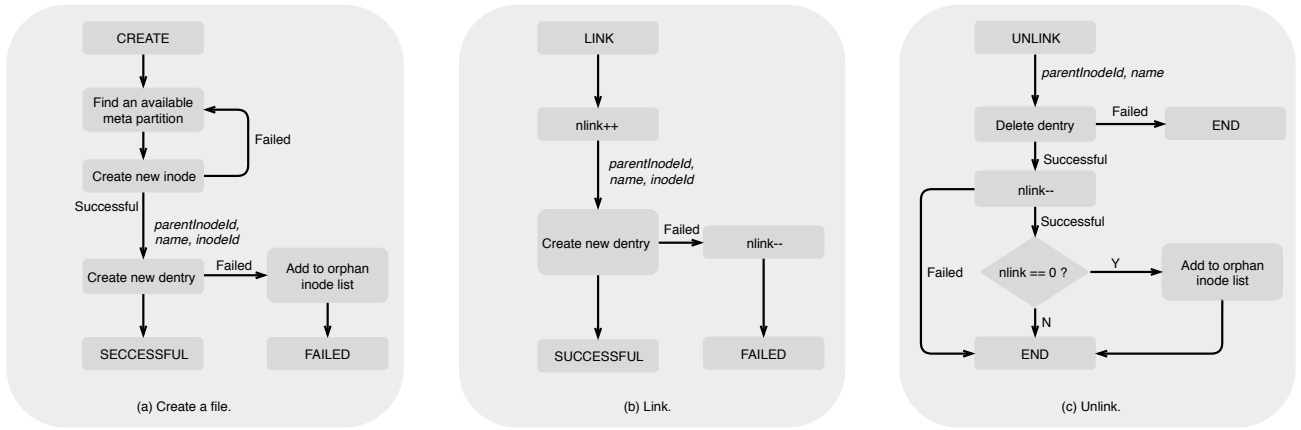 CREATE
Find an available
meta partition
Failed
Create new inode
Successful
parentInodeId,
name, inodeId
Create new dentry
Failed
Add to orphan
inode list
SECCESSFUL
FAILED
(a) Create a file.
LINK
nlink++
parentInodeId,
name, inodeId
Create new dentry
Failed
nlink--
SUCCESSFUL
FAILED
(b) Link.
UNLINK
parentInodeId, name
Delete dentry
Failed
END
Successful
nlink--
Successful
Failed
nlink == 0 ?
Y
Add to orphan
inode list
N
END
(c) Unlink.